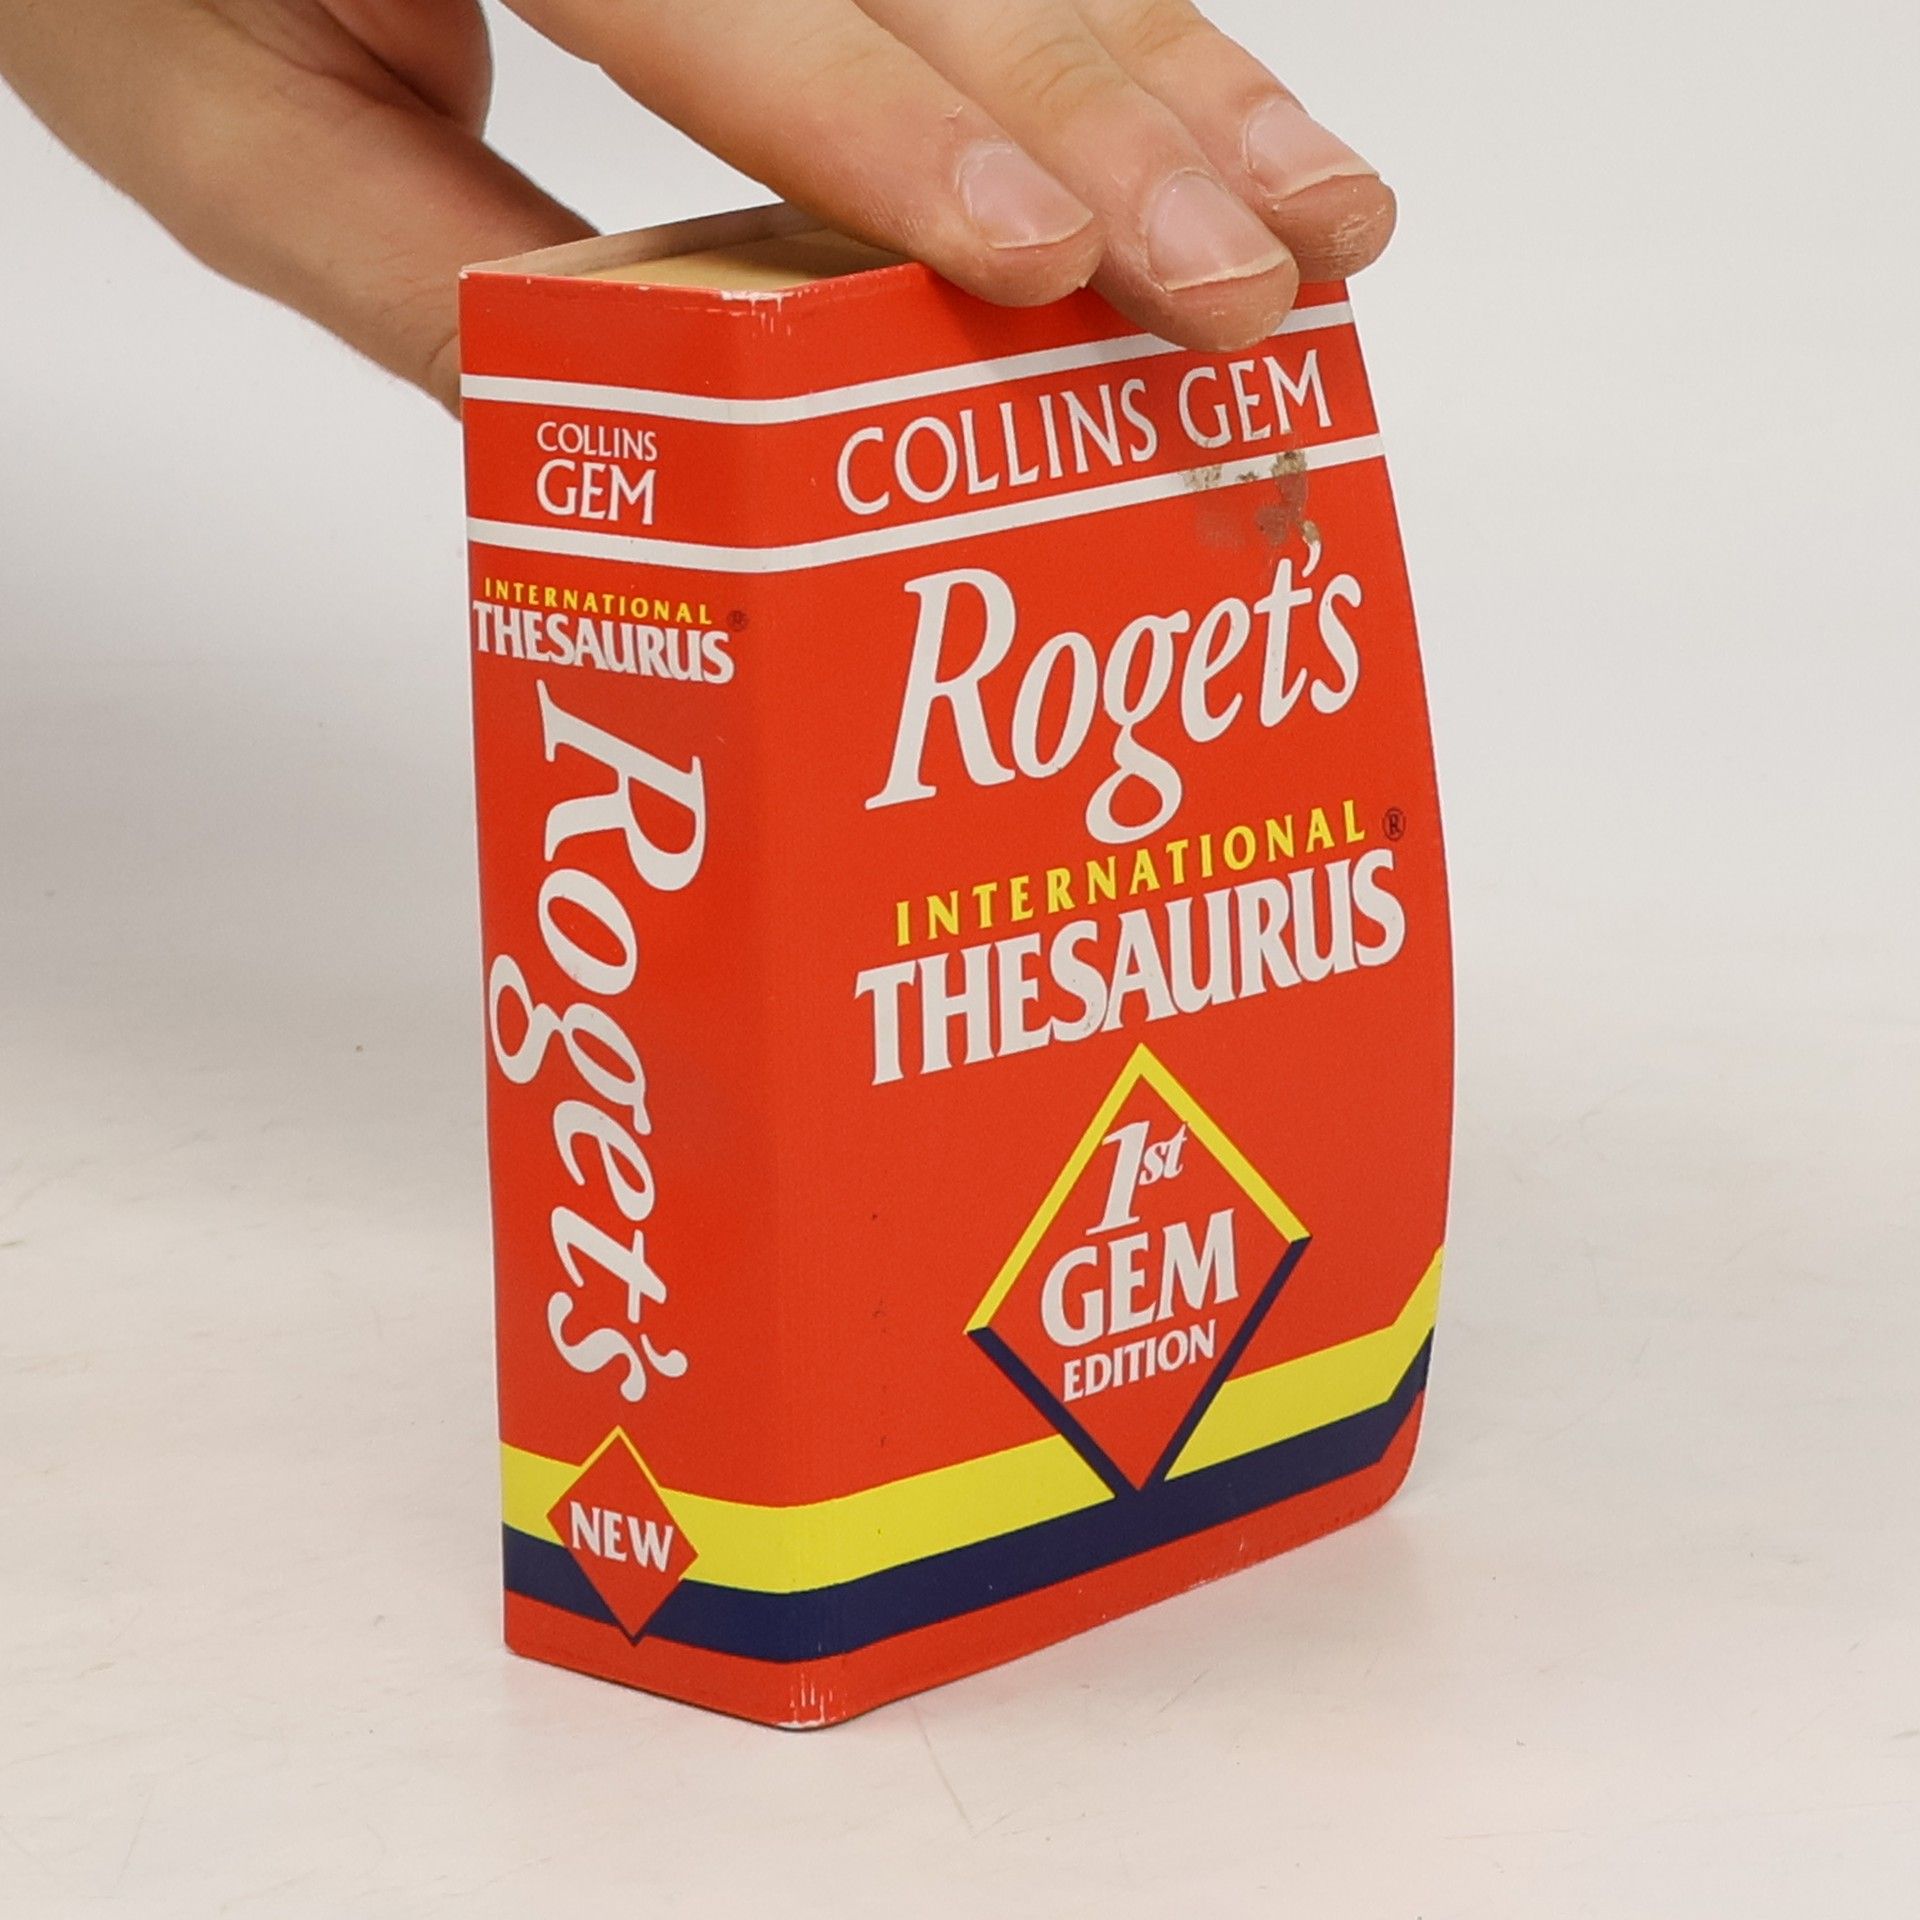 COLLINS
GEM
INTERNATIONAL
THESAURUS ®
Roget's
NEW
COLLINS GEM
Roget's
INTERNATIONAL ®
THESAURUS
1st
GEM
EDITION